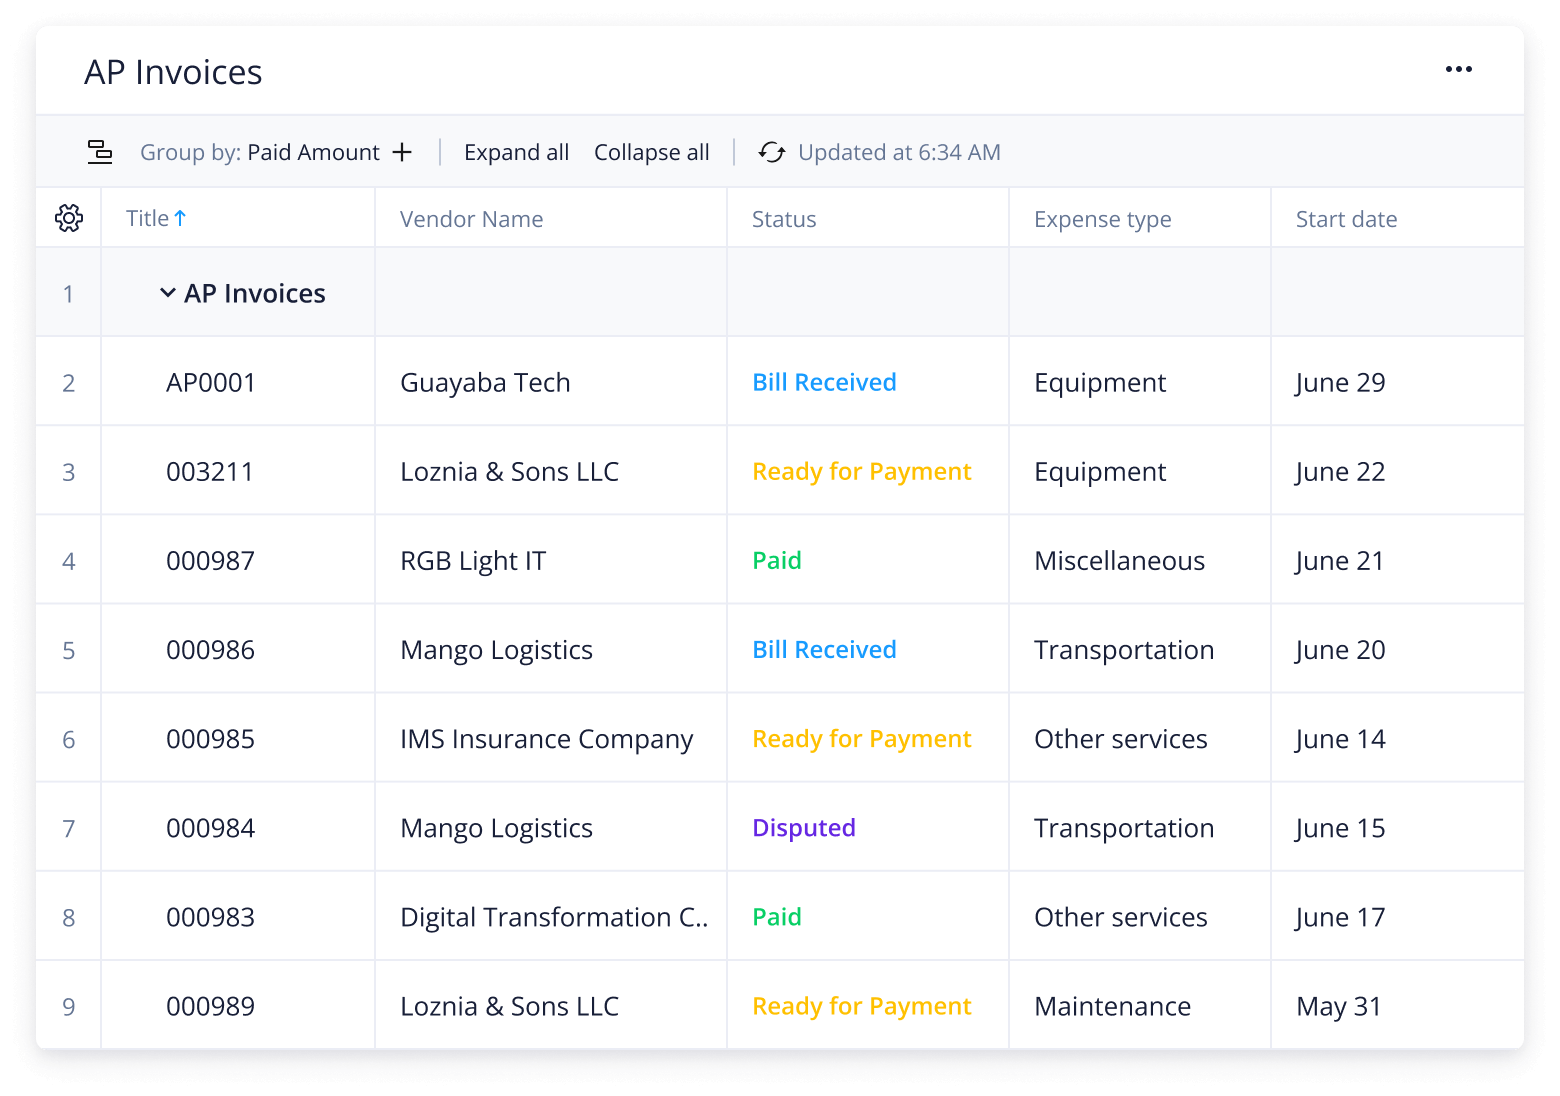 AP Invoices
Group by: Paid Amount Expand all Collapse all Updated at 6:34 AM
Title Vendor Name Status Expense type Start date
1 AP Invoices
2 AP0001 Guayaba Tech Bill Received Equipment June 29
3 003211 Loznia & Sons LLC Ready for Payment Equipment June 22
4 000987 RGB Light IT Paid Miscellaneous June 21
5 000986 Mango Logistics Bill Received Transportation June 20
6 000985 IMS Insurance Company Ready for Payment Other services June 14
7 000984 Mango Logistics Disputed Transportation June 15
8 000983 Digital Transformation C.. Paid Other services June 17
9 000989 Loznia & Sons LLC Ready for Payment Maintenance May 31